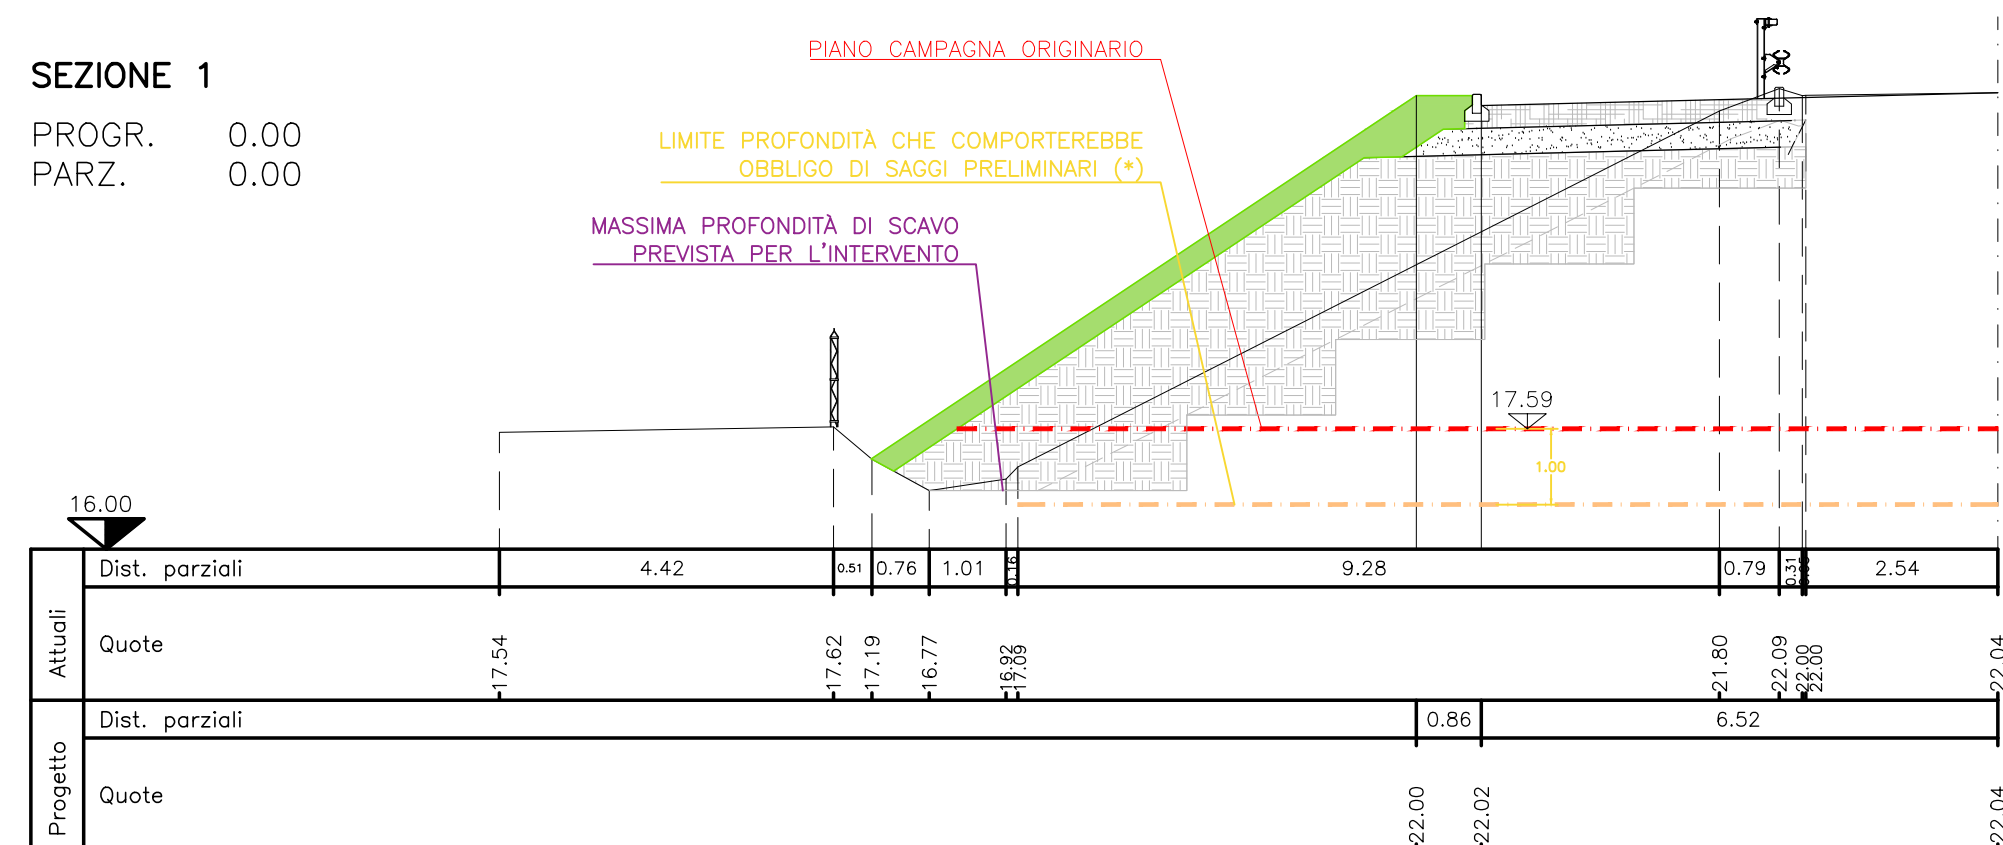 SEZIONE 1
PROGR. 0.00
PARZ. 0.00
PIANO CAMPAGNA ORIGINARIO
LIMITE PROFONDITÀ CHE COMPORTEREBBE
OBBLIGO DI SAGGI PRELIMINARI (*)
MASSIMA PROFONDITÀ DI SCAVO
PREVISTA PER L'INTERVENTO
17.59
1.00
16.00
Attuali
Dist. parziali 4.42 0.51 0.76 1.01 0.16 9.28 0.79 0.31 2.54
Quote 17.54 17.62 17.19 16.77 16.92 17.09 21.80 22.09 22.00 22.00 22.04
Progetto
Dist. parziali 0.86 6.52
Quote 22.00 22.02 22.04